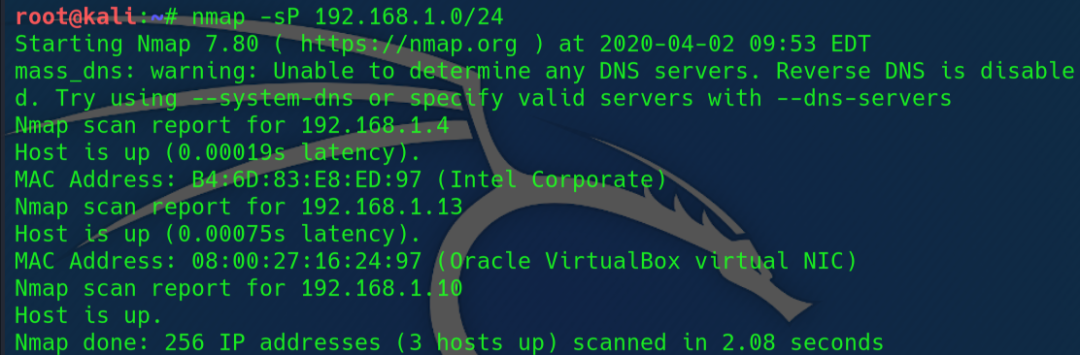 root@kali:~# nmap -sP 192.168.1.0/24
Starting Nmap 7.80 ( https://nmap.org ) at 2020-04-02 09:53 EDT
mass_dns: warning: Unable to determine any DNS servers. Reverse DNS is disable
d. Try using --system-dns or specify valid servers with --dns-servers
Nmap scan report for 192.168.1.4
Host is up (0.00019s latency).
MAC Address: B4:6D:83:E8:ED:97 (Intel Corporate)
Nmap scan report for 192.168.1.13
Host is up (0.00075s latency).
MAC Address: 08:00:27:16:24:97 (Oracle VirtualBox virtual NIC)
Nmap scan report for 192.168.1.10
Host is up.
Nmap done: 256 IP addresses (3 hosts up) scanned in 2.08 seconds